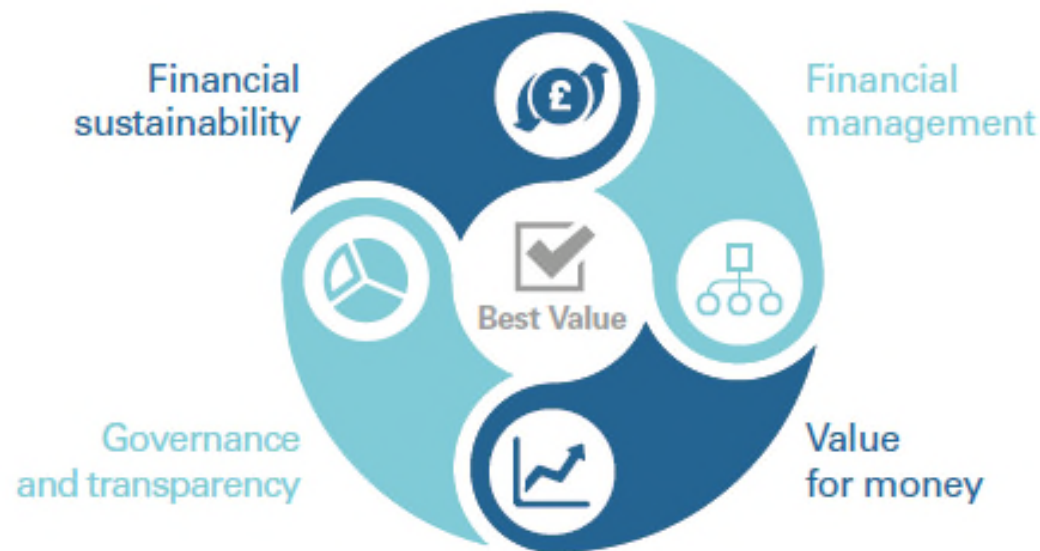 Financial
sustainability
£
Financial
management
Best Value
Governance
and transparency
Value
for money